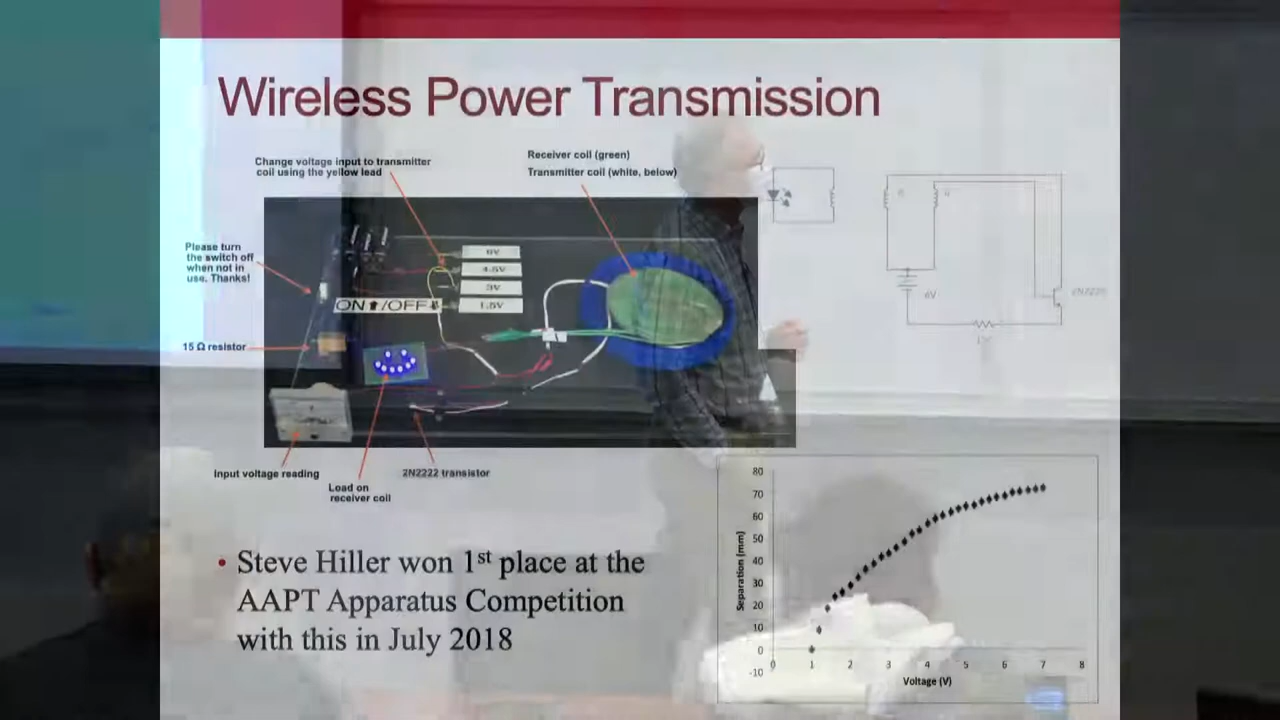 Wireless Power Transmission
Change voltage input to transmitter
coil using the yellow lead
Receiver coil (green)
Transmitter coil (white, below)
Please turn
the switch off
when not in
use. Thanks!
6V
4.5V
3V
1.5V
ON⬆/OFF⬇
15 Ω resistor
Input voltage reading
Load on
receiver coil
2N2222 transistor
6V
• Steve Hiller won 1st place at the
AAPT Apparatus Competition
with this in July 2018
Separation (mm)
80
70
60
50
40
30
20
10
0
-10
0 1 2 3 4 5 6 7 8
Voltage (V)